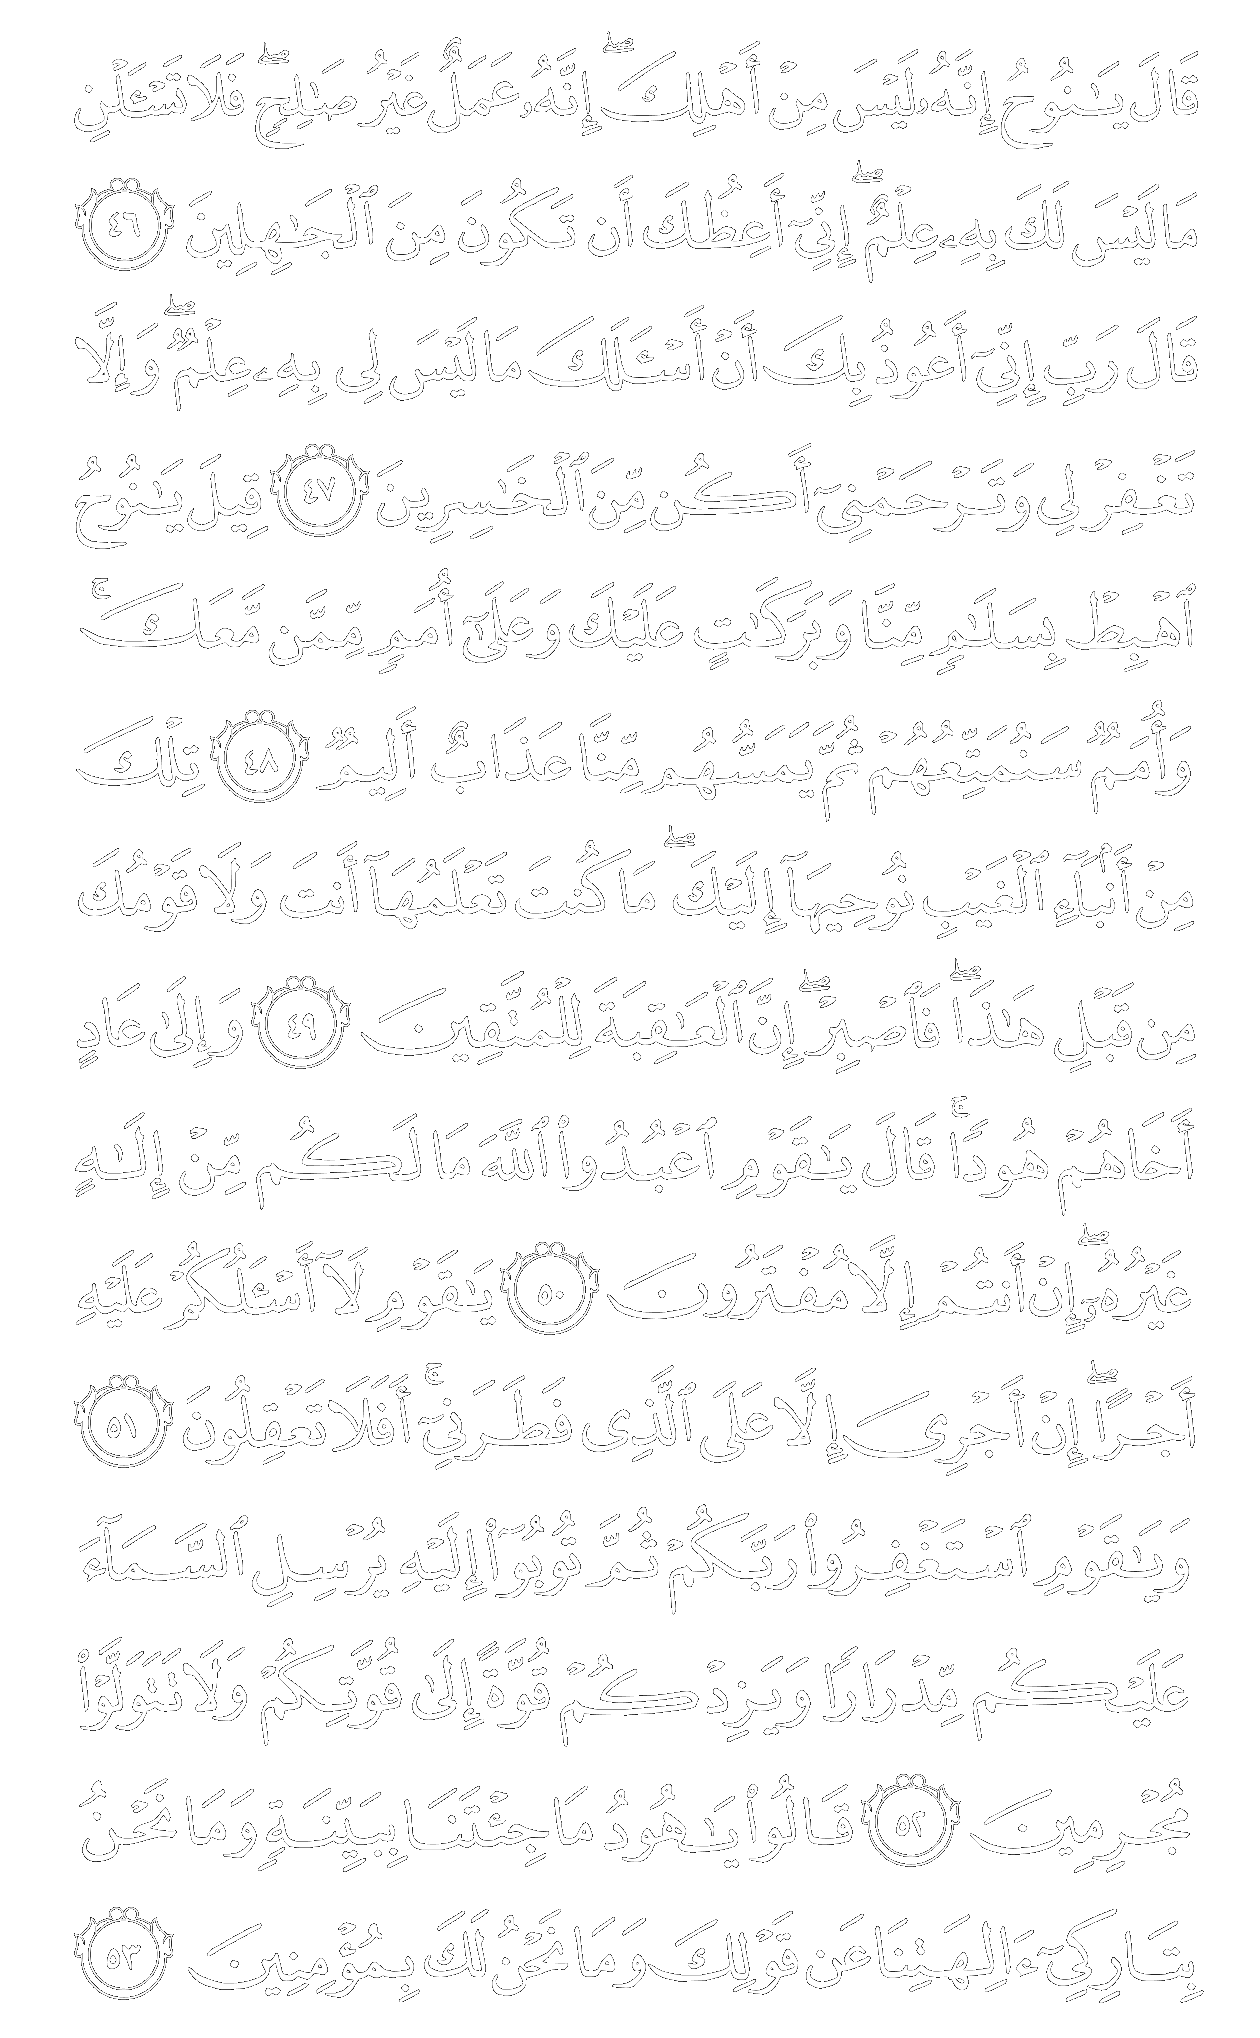 قَالَ يَـٰنُوحُ إِنَّهُۥ لَيْسَ مِنْ أَهْلِكَ ۖ إِنَّهُۥ عَمَلٌ غَيْرُ صَـٰلِحٍ ۖ فَلَا تَسْـَٔلْنِ
مَا لَيْسَ لَكَ بِهِۦ عِلْمٌ ۖ إِنِّىٓ أَعِظُكَ أَن تَكُونَ مِنَ ٱلْجَـٰهِلِينَ ٤٦
قَالَ رَبِّ إِنِّىٓ أَعُوذُ بِكَ أَنْ أَسْـَٔلَكَ مَا لَيْسَ لِى بِهِۦ عِلْمٌ ۖ وَإِلَّا
تَغْفِرْ لِى وَتَرْحَمْنِىٓ أَكُن مِّنَ ٱلْخَـٰسِرِينَ ٤٧ قِيلَ يَـٰنُوحُ
ٱهْبِطْ بِسَلَـٰمٍ مِّنَّا وَبَرَكَـٰتٍ عَلَيْكَ وَعَلَىٰٓ أُمَمٍ مِّمَّن مَّعَكَ ۚ
وَأُمَمٌ سَنُمَتِّعُهُمْ ثُمَّ يَمَسُّهُم مِّنَّا عَذَابٌ أَلِيمٌ ٤٨ تِلْكَ
مِنْ أَنۢبَآءِ ٱلْغَيْبِ نُوحِيهَآ إِلَيْكَ ۖ مَا كُنتَ تَعْلَمُهَآ أَنتَ وَلَا قَوْمُكَ
مِن قَبْلِ هَـٰذَا ۖ فَٱصْبِرْ ۖ إِنَّ ٱلْعَـٰقِبَةَ لِلْمُتَّقِينَ ٤٩ وَإِلَىٰ عَادٍ
أَخَاهُمْ هُودًا ۚ قَالَ يَـٰقَوْمِ ٱعْبُدُوا۟ ٱللَّهَ مَا لَكُم مِّنْ إِلَـٰهٍ
غَيْرُهُۥٓ ۖ إِنْ أَنتُمْ إِلَّا مُفْتَرُونَ ٥٠ يَـٰقَوْمِ لَآ أَسْـَٔلُكُمْ عَلَيْهِ
أَجْرًا ۖ إِنْ أَجْرِىَ إِلَّا عَلَى ٱلَّذِى فَطَرَنِىٓ ۚ أَفَلَا تَعْقِلُونَ ٥١
وَيَـٰقَوْمِ ٱسْتَغْفِرُوا۟ رَبَّكُمْ ثُمَّ تُوبُوٓا۟ إِلَيْهِ يُرْسِلِ ٱلسَّمَآءَ
عَلَيْكُم مِّدْرَارًا وَيَزِدْكُمْ قُوَّةً إِلَىٰ قُوَّتِكُمْ وَلَا تَتَوَلَّوْا۟
مُجْرِمِينَ ٥٢ قَالُوا۟ يَـٰهُودُ مَا جِئْتَنَا بِبَيِّنَةٍ وَمَا نَحْنُ
بِتَارِكِىٓ ءَالِهَتِنَا عَن قَوْلِكَ وَمَا نَحْنُ لَكَ بِمُؤْمِنِينَ ٥٣